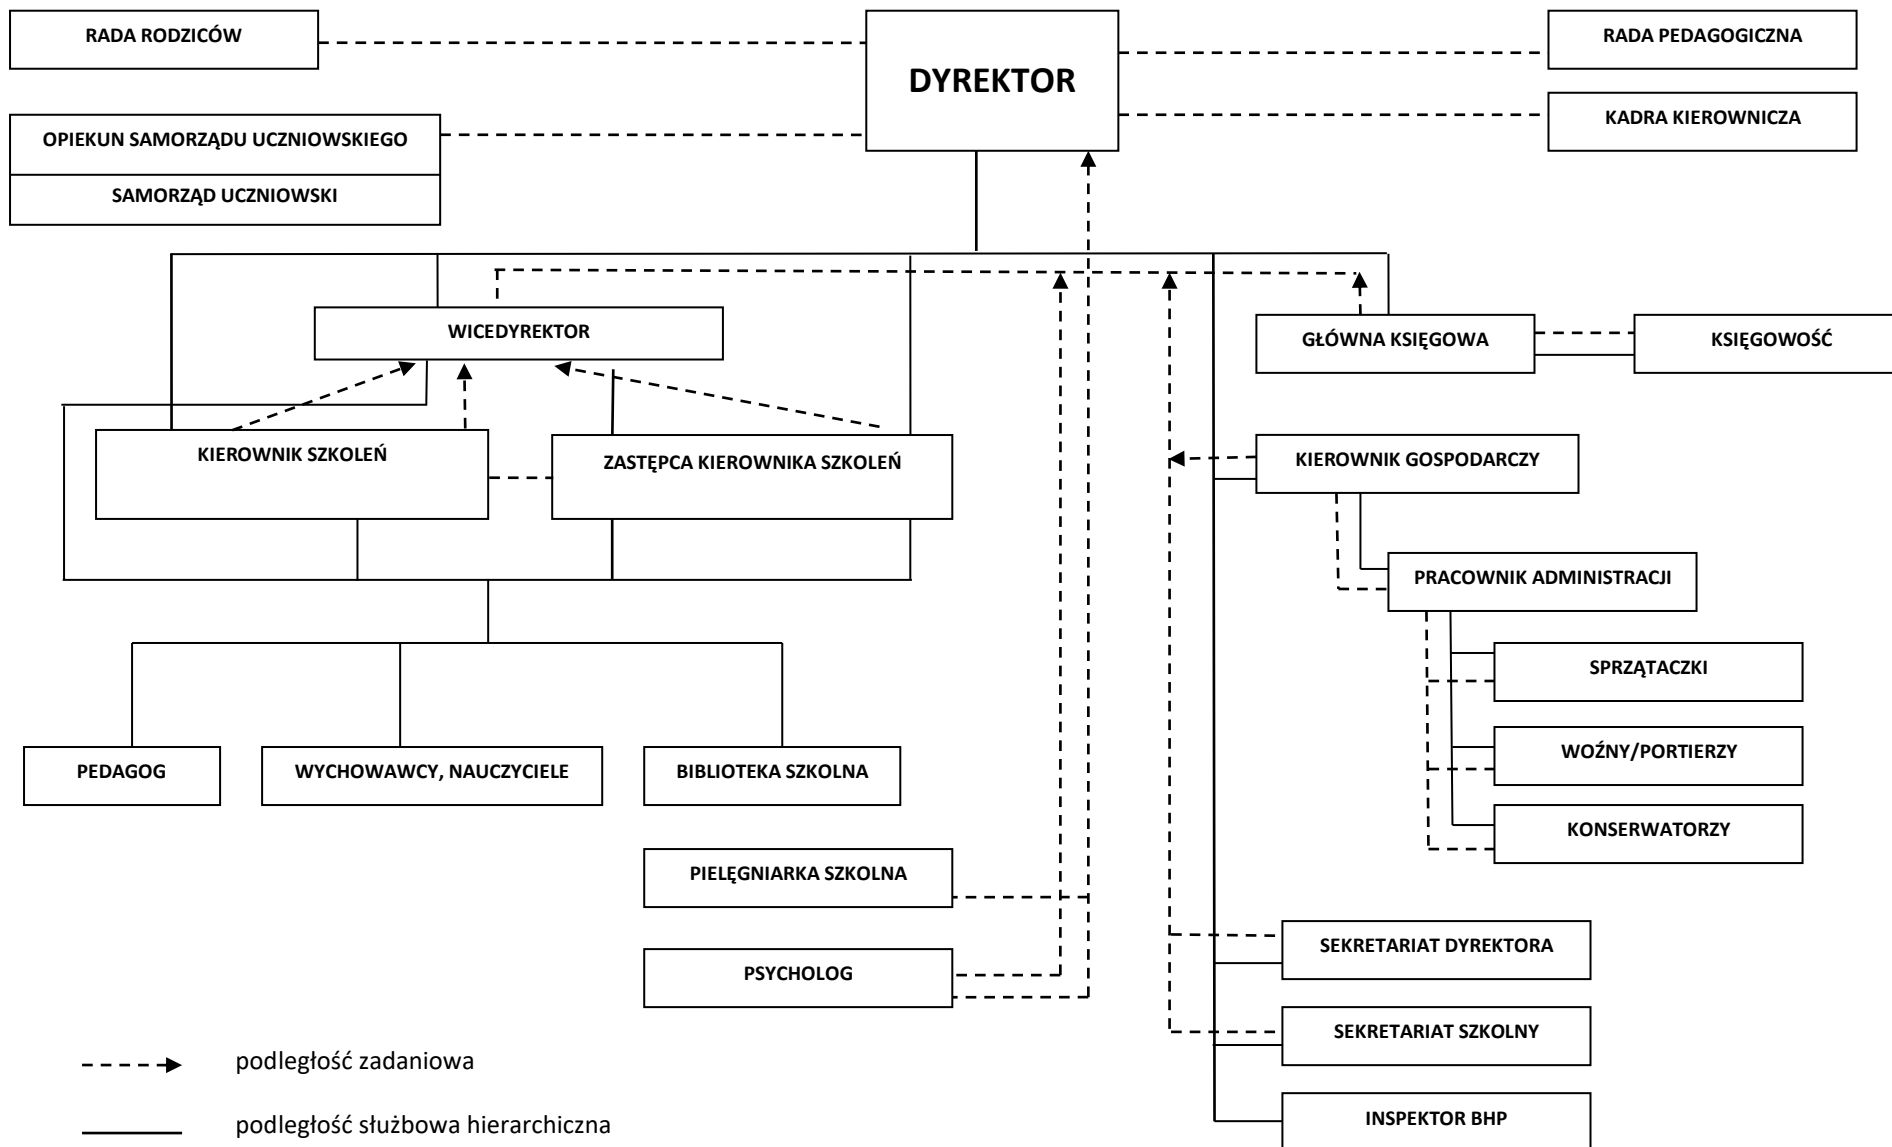 RADA RODZICÓW
DYREKTOR
RADA PEDAGOGICZNA
KADRA KIEROWNICZA
OPIEKUN SAMORZĄDU UCZNIOWSKIEGO
SAMORZĄD UCZNIOWSKI
WICEDYREKTOR
GŁÓWNA KSIĘGOWA
KSIĘGOWOŚĆ
KIEROWNIK SZKOLEŃ
ZASTĘPCA KIEROWNIKA SZKOLEŃ
KIEROWNIK GOSPODARCZY
PRACOWNIK ADMINISTRACJI
SPRZĄTACZKI
WOŹNY/PORTIERZY
KONSERWATORZY
PEDAGOG
WYCHOWAWCY, NAUCZYCIELE
BIBLIOTEKA SZKOLNA
PIELĘGNIARKA SZKOLNA
PSYCHOLOG
SEKRETARIAT DYREKTORA
SEKRETARIAT SZKOLNY
INSPEKTOR BHP
podległość zadaniowa
podległość służbowa hierarchiczna